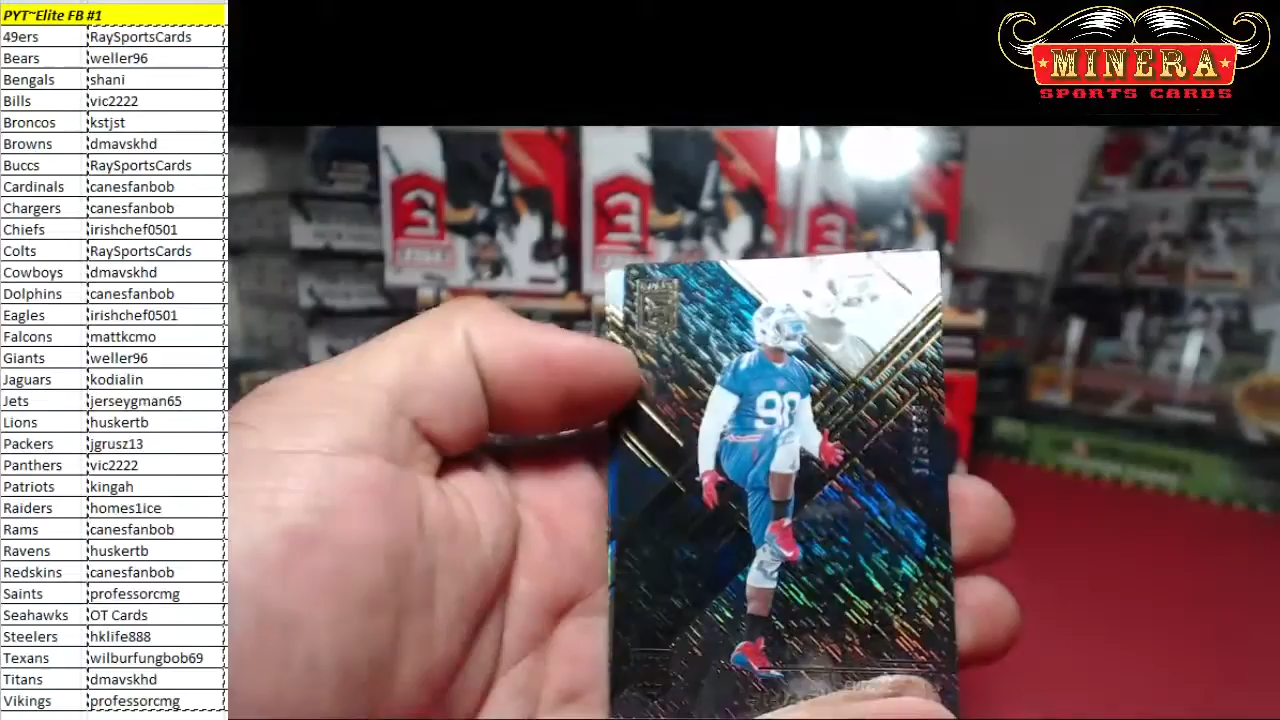 PYT~Elite FB #1
49ers RaySportsCards
Bears weller96
Bengals shani
Bills vic2222
Broncos kstjst
Browns dmavskhd
Buccs RaySportsCards
Cardinals canesfanbob
Chargers canesfanbob
Chiefs irishchef0501
Colts RaySportsCards
Cowboys dmavskhd
Dolphins canesfanbob
Eagles irishchef0501
Falcons mattkcmo
Giants weller96
Jaguars kodialin
Jets jerseygman65
Lions huskertb
Packers jgrusz13
Panthers vic2222
Patriots kingah
Raiders homes1ice
Rams canesfanbob
Ravens huskertb
Redskins canesfanbob
Saints professorcmg
Seahawks OT Cards
Steelers hklife888
Texans wilburfungbob69
Titans dmavskhd
Vikings professorcmg
MINERA
SPORTS CARDS
90